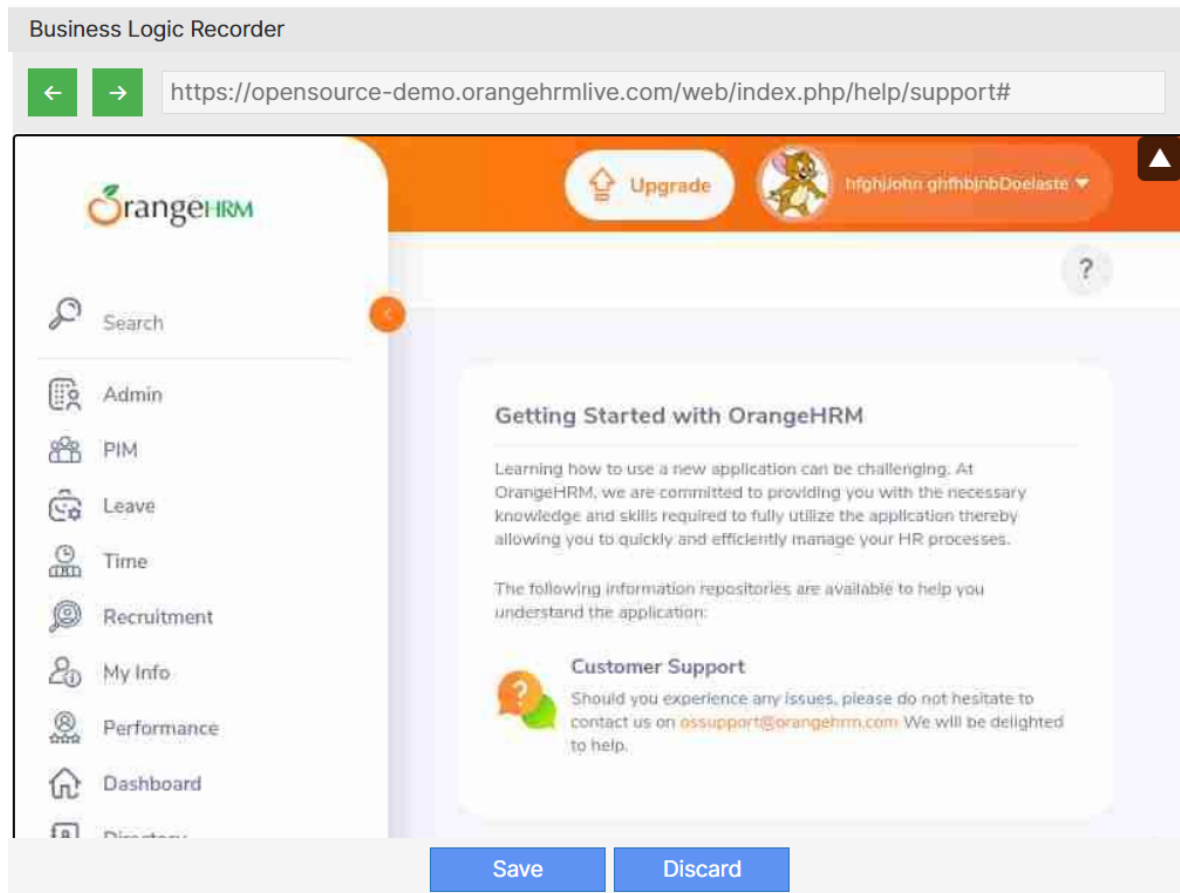 Business Logic Recorder
https://opensource-demo.orangehrmlive.com/web/index.php/help/support#
OrangeHRM
Upgrade
?
Search
Admin
PIM
Leave
Time
Recruitment
My Info
Performance
Dashboard
Directory
Getting Started with OrangeHRM
Learning how to use a new application can be challenging. At
OrangeHRM, we are committed to providing you with the necessary
knowledge and skills required to fully utilize the application thereby
allowing you to quickly and efficiently manage your HR processes.
The following information repositories are available to help you
understand the application:
Customer Support
Should you experience any issues, please do not hesitate to
contact us on ossupport@orangehrm.com We will be delighted
to help.
Save
Discard